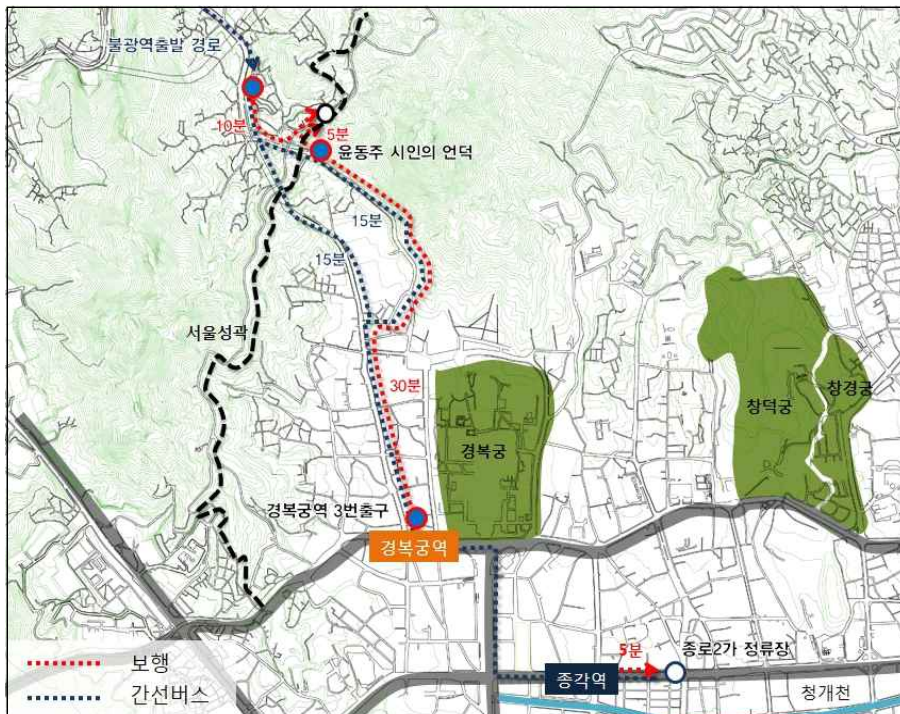 불광역출발 경로
10분
5분
윤동주 시인의 언덕
15분
15분
서울성곽
30분
창경궁
창덕궁
경복궁
경복궁역 3번출구
경복궁역
보행
간선버스
5분
종로2가 정류장
종각역
청개천